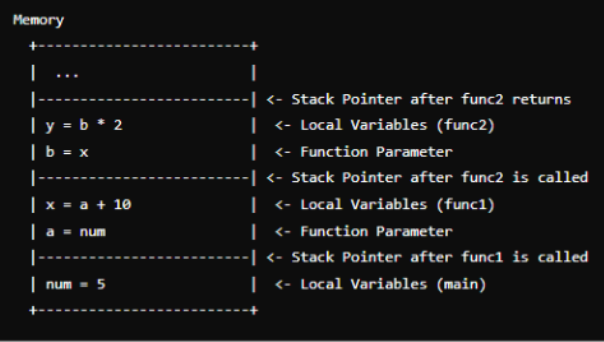 Memory
+-------------------------+
|  ...                    |
|-------------------------| <- Stack Pointer after func2 returns
| y = b * 2               |  <- Local Variables (func2)
| b = x                   |  <- Function Parameter
|-------------------------| <- Stack Pointer after func2 is called
| x = a + 10              |  <- Local Variables (func1)
| a = num                 |  <- Function Parameter
|-------------------------| <- Stack Pointer after func1 is called
| num = 5                 |  <- Local Variables (main)
+-------------------------+